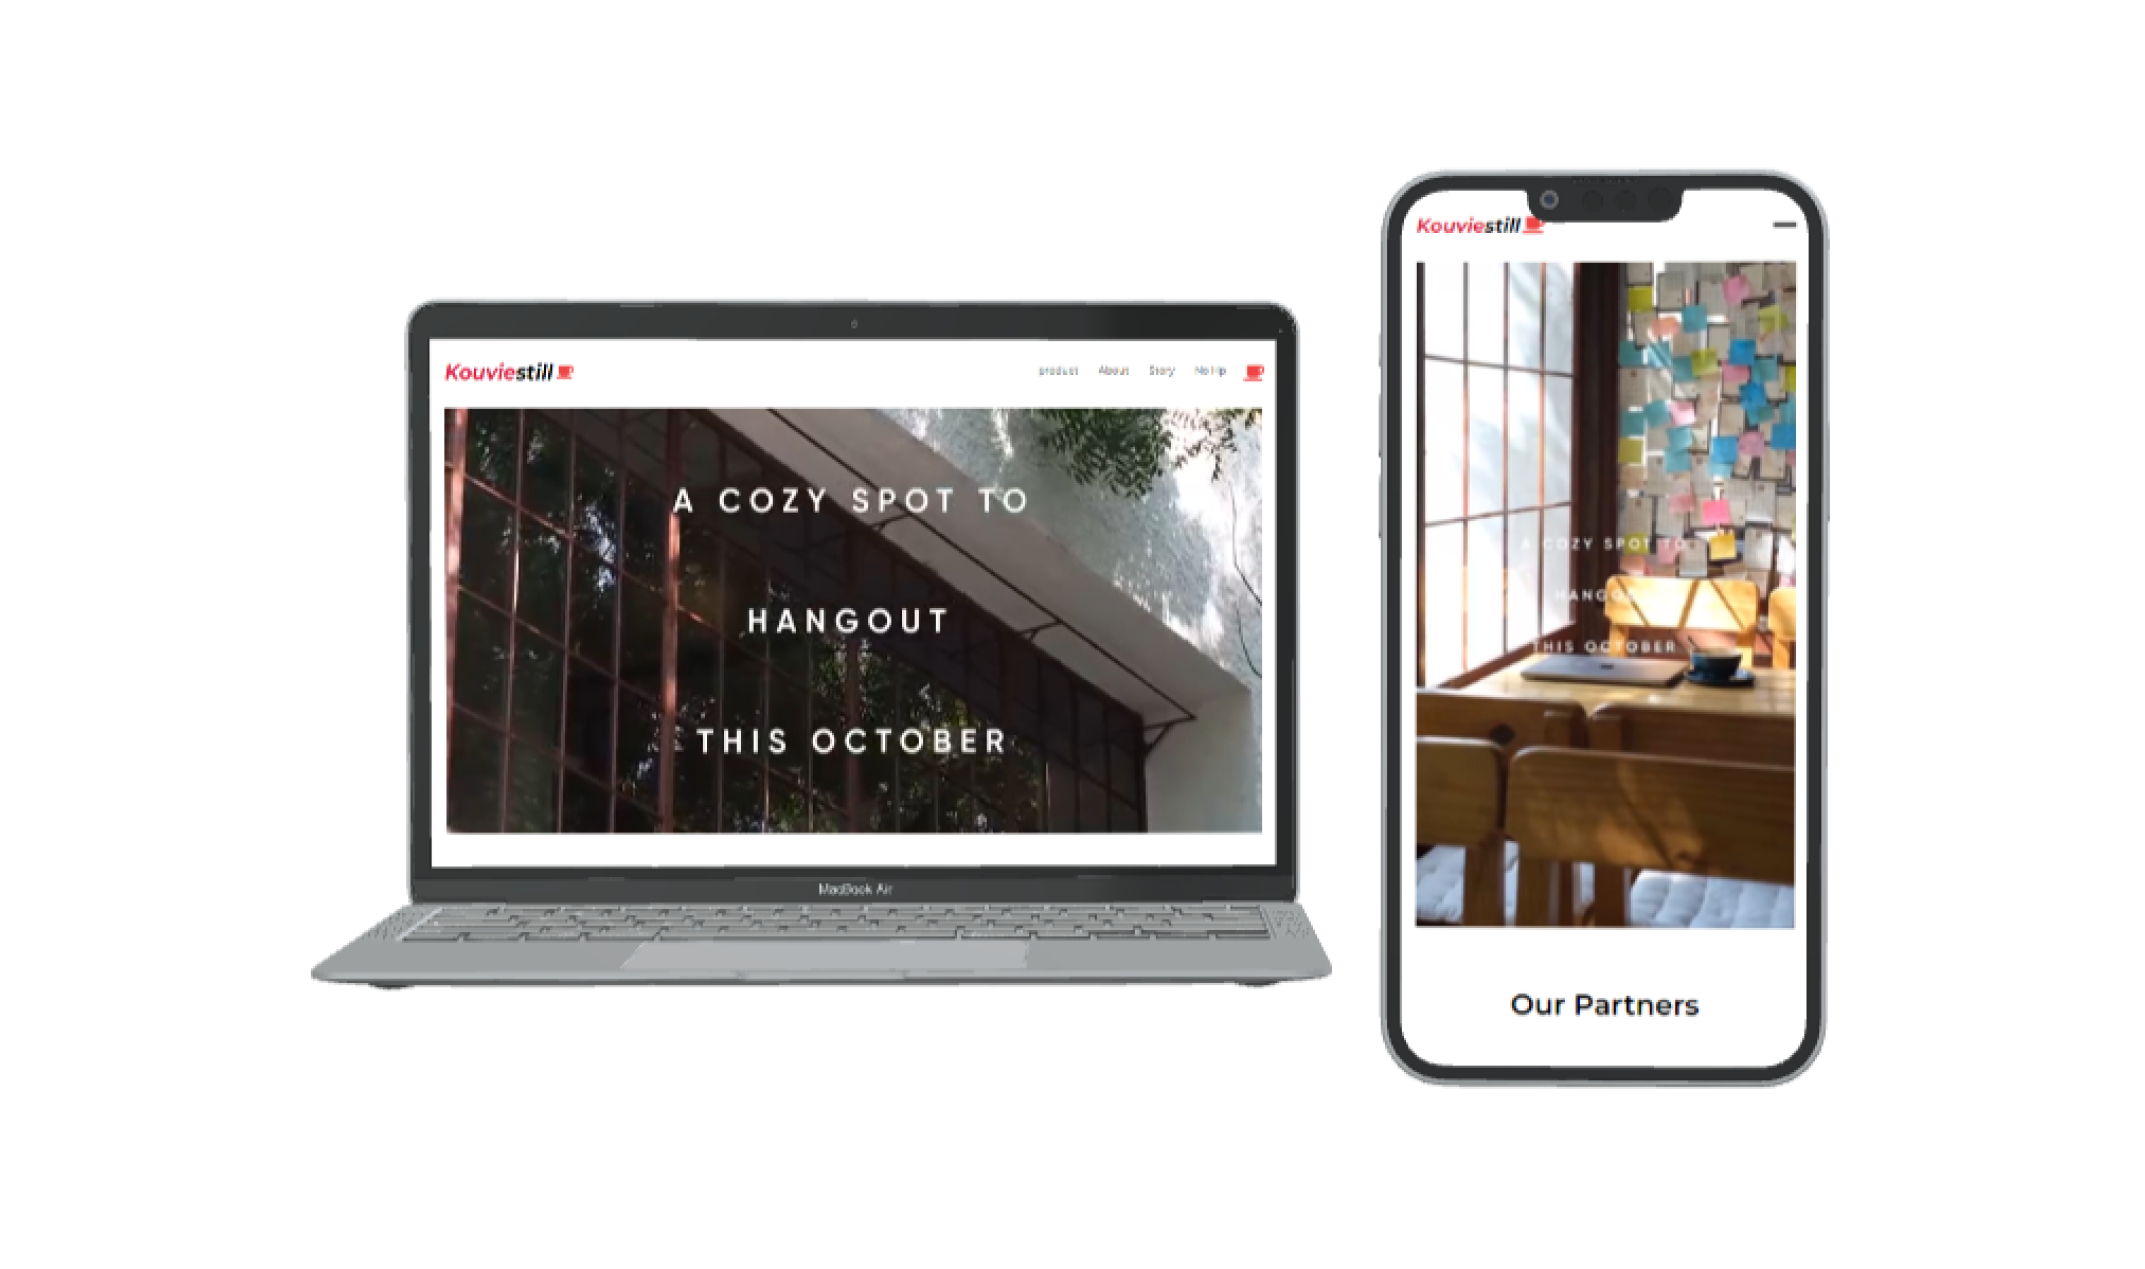 Kouviestill
product About Story
A COZY SPOT TO
HANGOUT
THIS OCTOBER
MacBook Air
Kouviestill
A COZY SPOT TO
HANGOUT
THIS OCTOBER
Our Partners